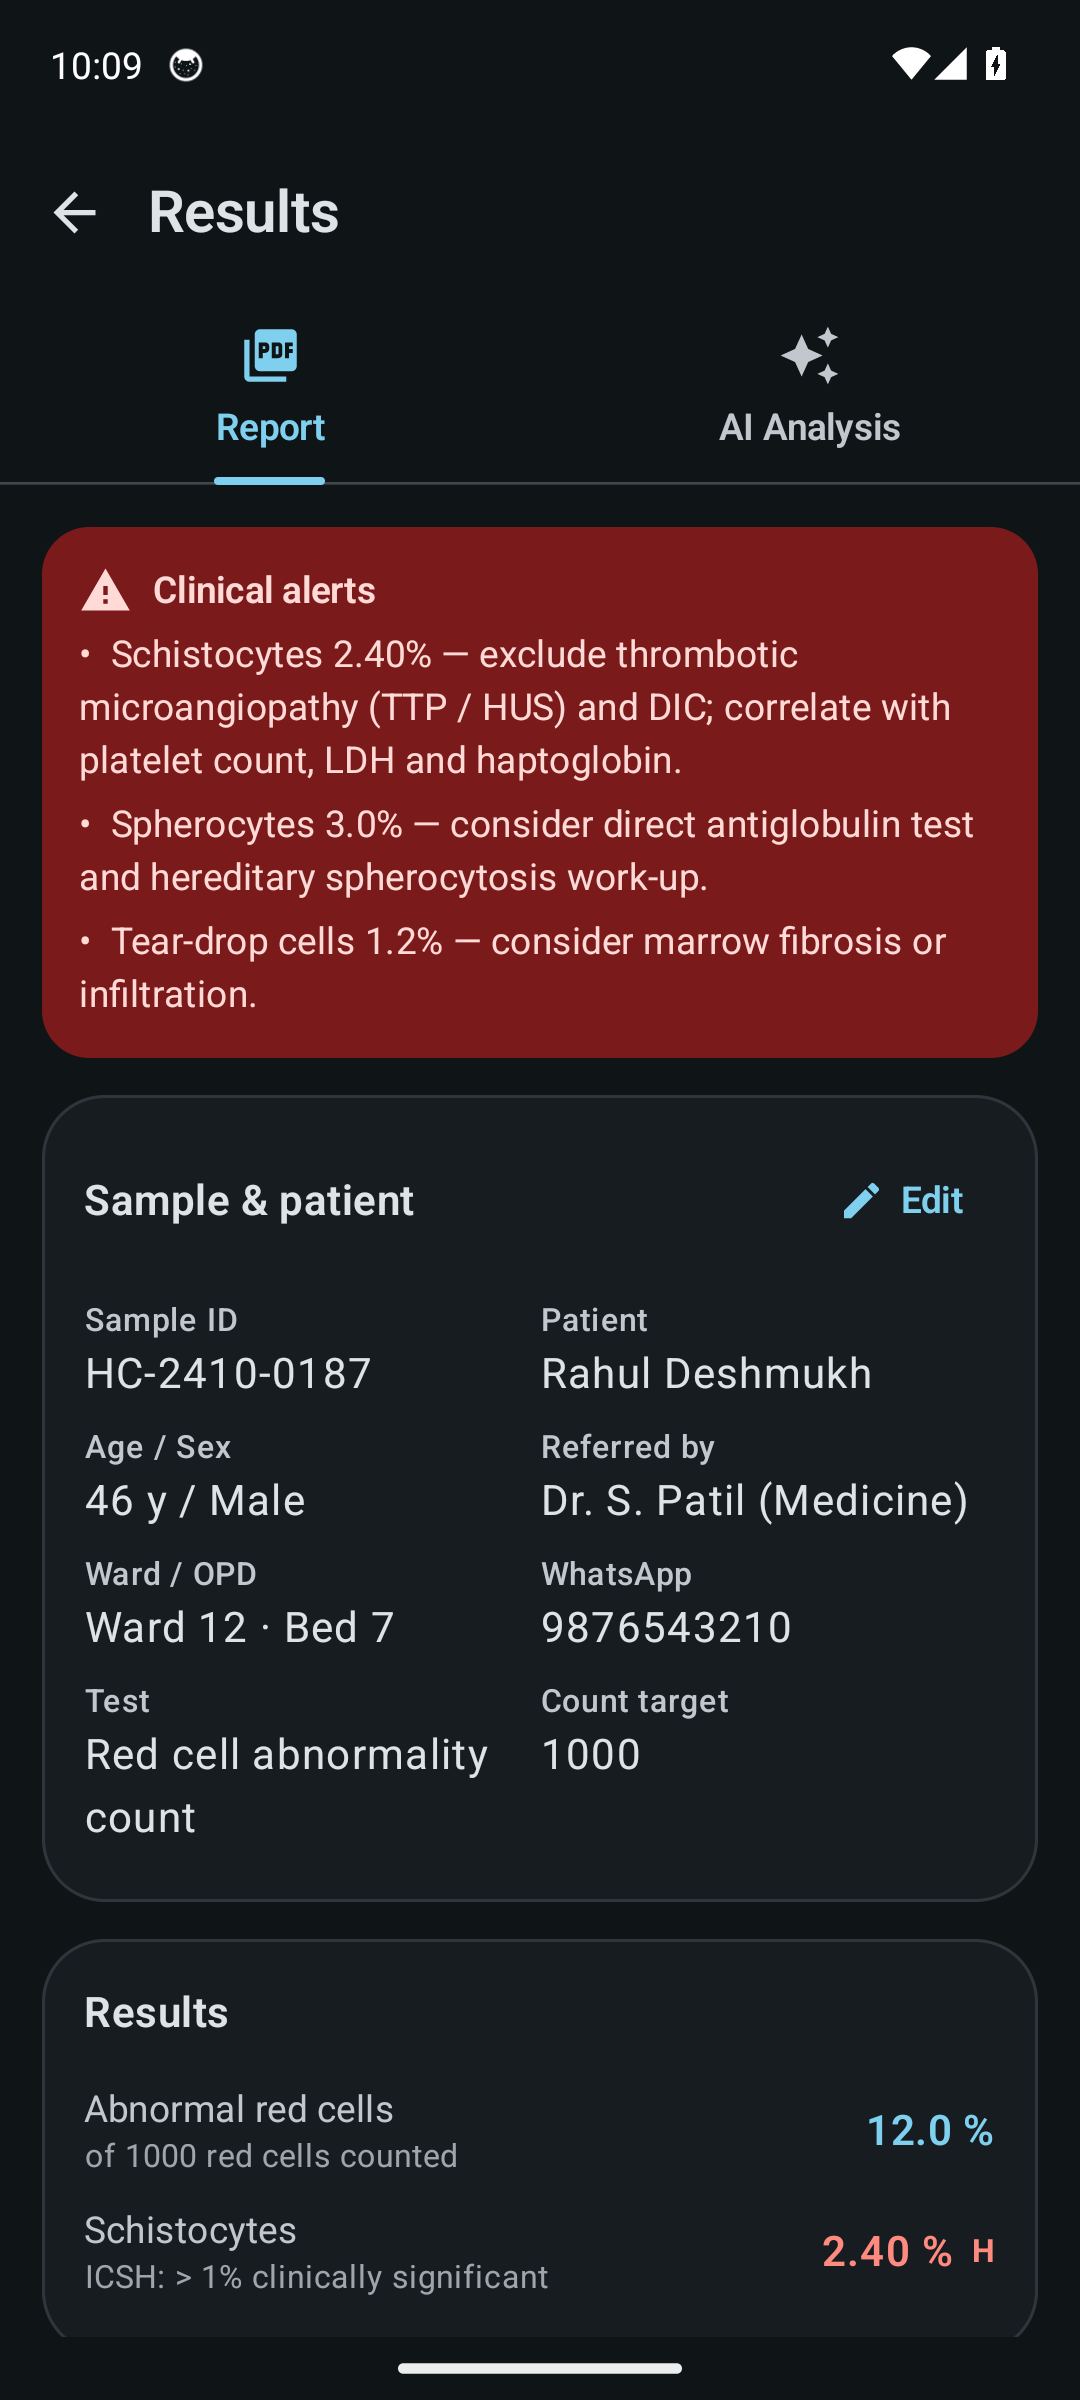 10:09
Results
PDF
Report
AI Analysis
Clinical alerts
• Schistocytes 2.40% — exclude thrombotic
microangiopathy (TTP / HUS) and DIC; correlate with
platelet count, LDH and haptoglobin.
• Spherocytes 3.0% — consider direct antiglobulin test
and hereditary spherocytosis work-up.
• Tear-drop cells 1.2% — consider marrow fibrosis or
infiltration.
Sample & patient
Edit
Sample ID
HC-2410-0187
Patient
Rahul Deshmukh
Age / Sex
46 y / Male
Referred by
Dr. S. Patil (Medicine)
Ward / OPD
Ward 12 · Bed 7
WhatsApp
9876543210
Test
Red cell abnormality
count
Count target
1000
Results
Abnormal red cells
of 1000 red cells counted
12.0 %
Schistocytes
ICSH: > 1% clinically significant
2.40 % H